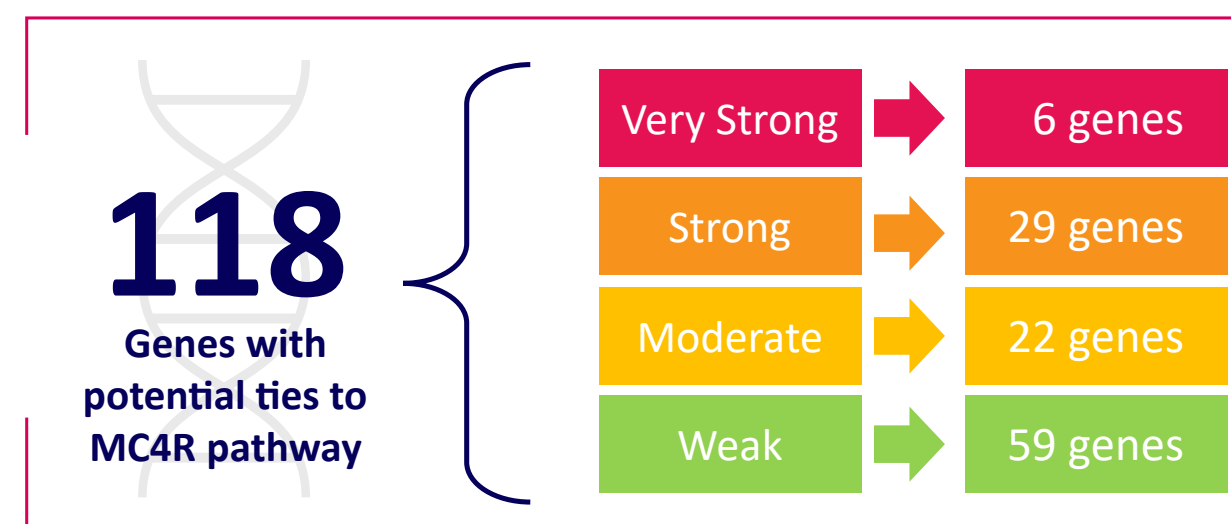 118
Genes with
potential ties to
MC4R pathway
Very Strong
6 genes
Strong
29 genes
Moderate
22 genes
Weak
59 genes